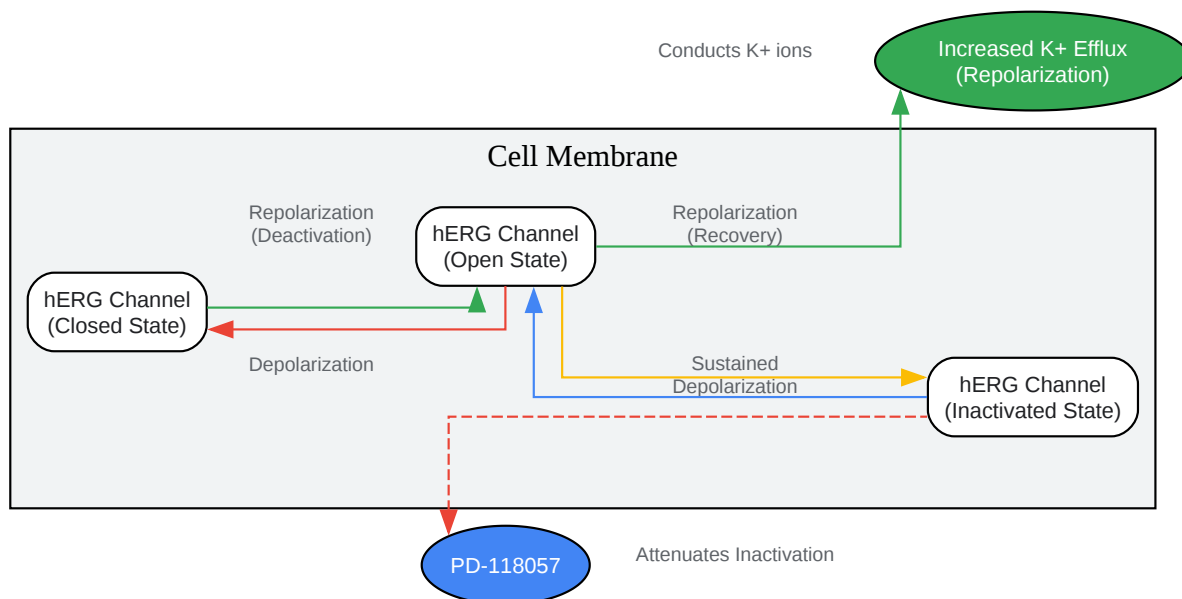 Conducts K+ ions
Increased K+ Efflux
(Repolarization)
Cell Membrane
Repolarization
(Deactivation)
hERG Channel
(Open State)
Repolarization
(Recovery)
hERG Channel
(Closed State)
Depolarization
Sustained
Depolarization
hERG Channel
(Inactivated State)
PD-118057
Attenuates Inactivation